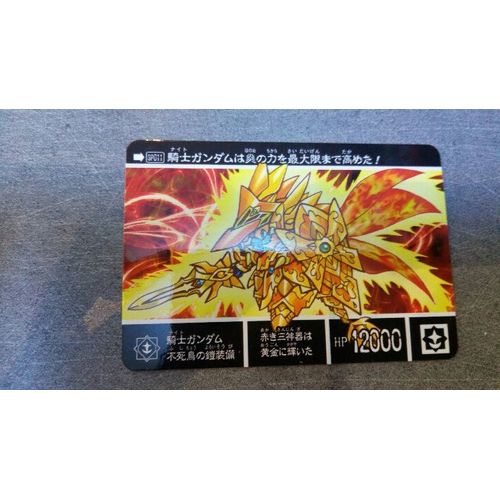 SPC11
騎士ガンダムは炎の力を最大限まで高めた!
騎士ガンダム
不死鳥の鎧装備
赤き三神器は
黄金に輝いた
HP 12000